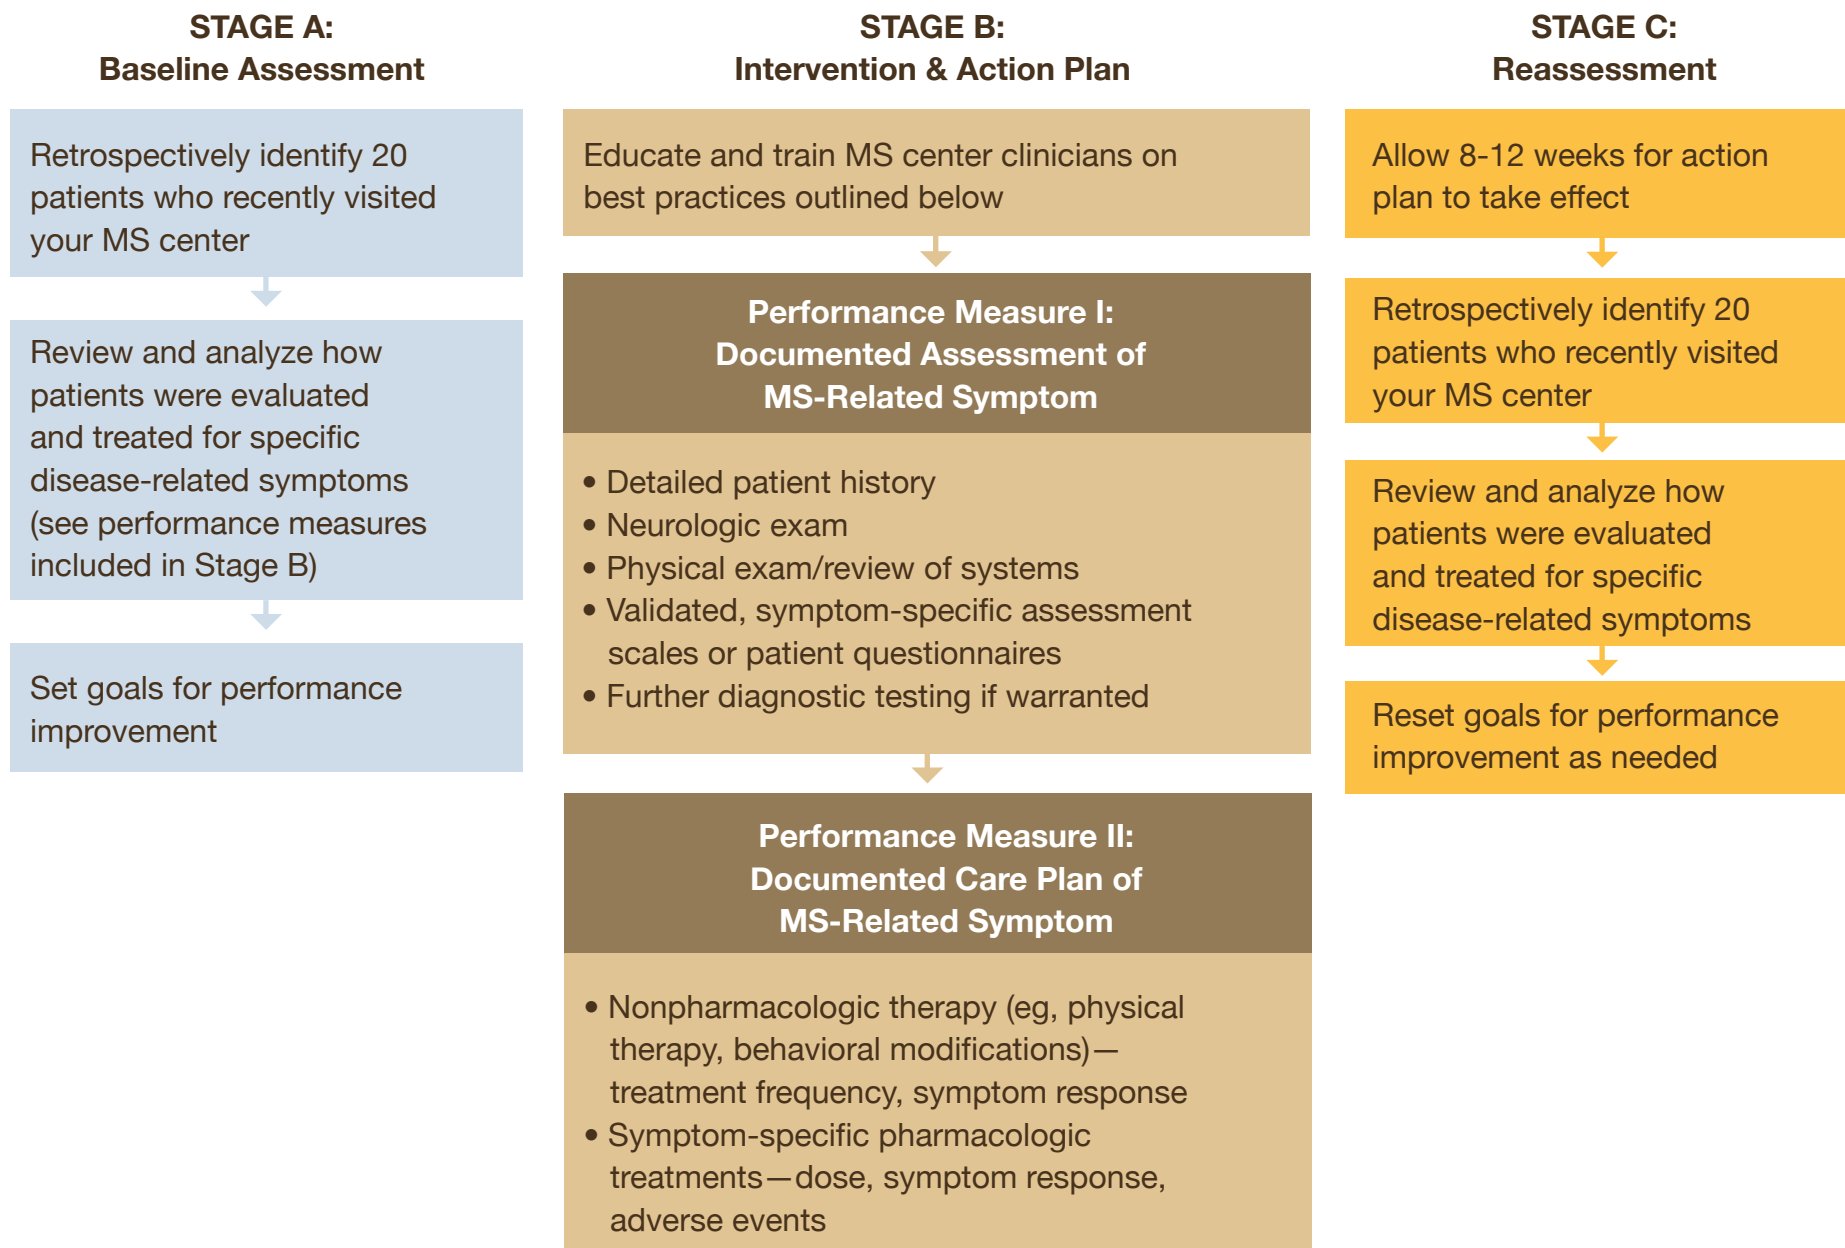 STAGE A:
Baseline Assessment
Retrospectively identify 20
patients who recently visited
your MS center
Review and analyze how
patients were evaluated
and treated for specific
disease-related symptoms
(see performance measures
included in Stage B)
Set goals for performance
improvement
STAGE B:
Intervention & Action Plan
Educate and train MS center clinicians on
best practices outlined below
Performance Measure I:
Documented Assessment of
MS-Related Symptom
• Detailed patient history
• Neurologic exam
• Physical exam/review of systems
• Validated, symptom-specific assessment
scales or patient questionnaires
• Further diagnostic testing if warranted
Performance Measure II:
Documented Care Plan of
MS-Related Symptom
• Nonpharmacologic therapy (eg, physical
therapy, behavioral modifications)—
treatment frequency, symptom response
• Symptom-specific pharmacologic
treatments—dose, symptom response,
adverse events
STAGE C:
Reassessment
Allow 8-12 weeks for action
plan to take effect
Retrospectively identify 20
patients who recently visited
your MS center
Review and analyze how
patients were evaluated
and treated for specific
disease-related symptoms
Reset goals for performance
improvement as needed